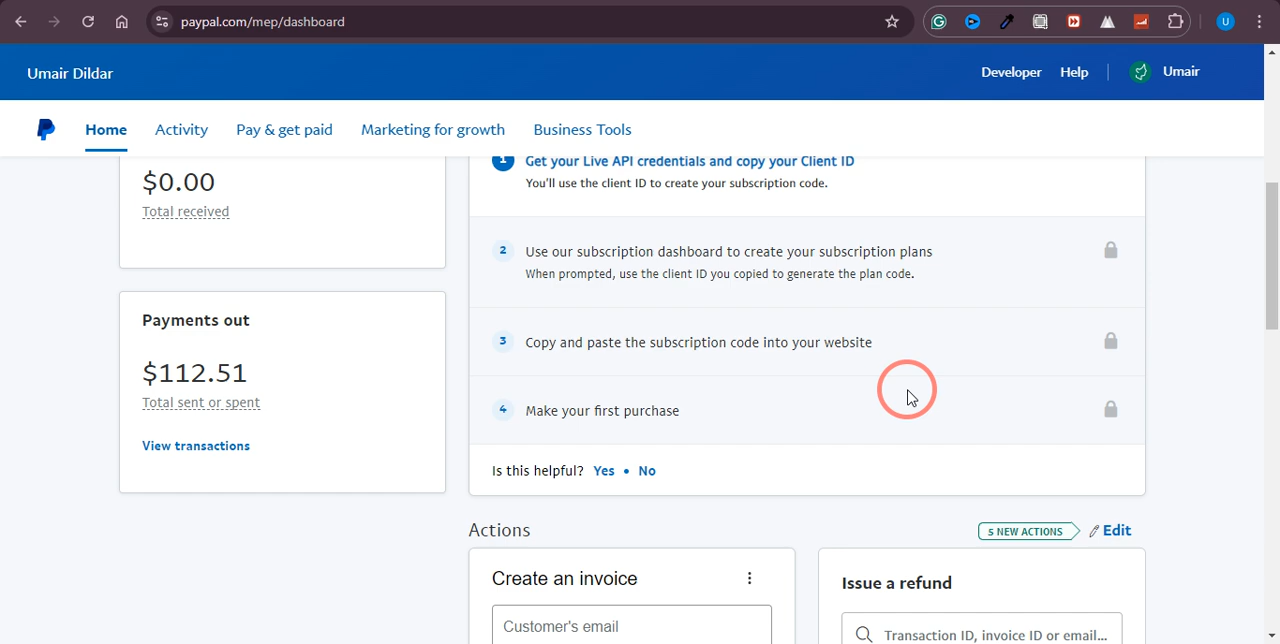 paypal.com/mep/dashboard
U
Umair Dildar
Developer
Help
Umair
Home
Activity
Pay & get paid
Marketing for growth
Business Tools
$0.00
Total received
Payments out
$112.51
Total sent or spent
View transactions
1
Get your Live API credentials and copy your Client ID
You'll use the client ID to create your subscription code.
2
Use our subscription dashboard to create your subscription plans
When prompted, use the client ID you copied to generate the plan code.
3
Copy and paste the subscription code into your website
4
Make your first purchase
Is this helpful? Yes • No
Actions
5 NEW ACTIONS
Edit
Create an invoice
Customer's email
Issue a refund
Transaction ID, invoice ID or email...